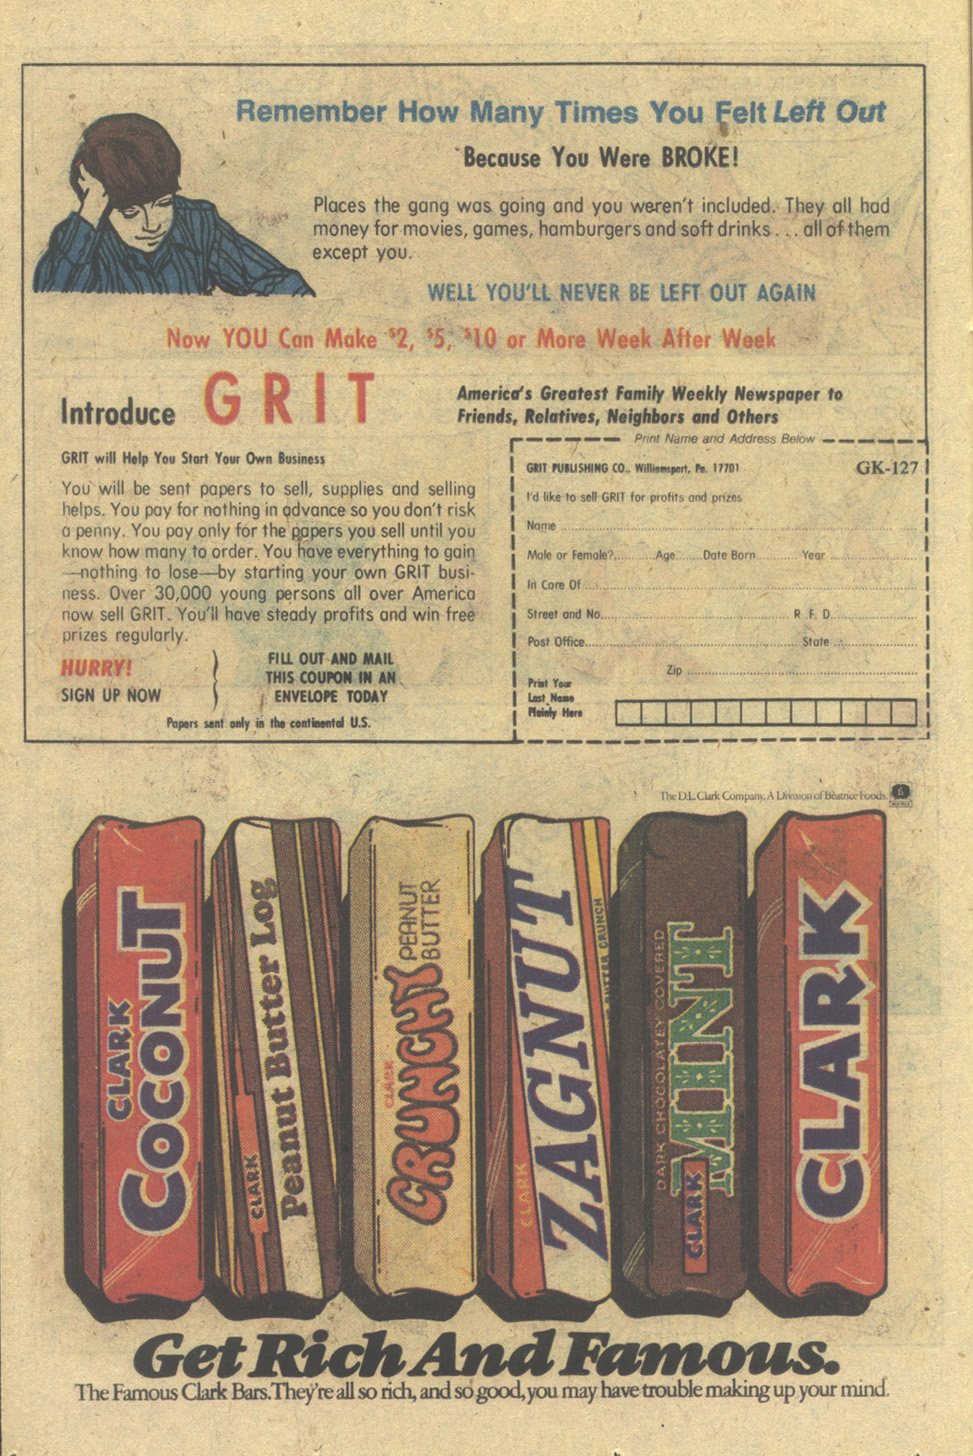 Remember How Many Times You Felt Left Out
Because You Were BROKE!
Places the gang was going and you weren't included. They all had
money for movies, games, hamburgers and soft drinks . . . all of them
except you.
WELL YOU'LL NEVER BE LEFT OUT AGAIN
Now YOU Can Make $2, $5, $10 or More Week After Week
Introduce GRIT
America's Greatest Family Weekly Newspaper to
Friends, Relatives, Neighbors and Others
GRIT will Help You Start Your Own Business
You will be sent papers to sell, supplies and selling
helps. You pay for nothing in advance so you don't risk
a penny. You pay only for the papers you sell until you
know how many to order. You have everything to gain
—nothing to lose—by starting your own GRIT busi-
ness. Over 30,000 young persons all over America
now sell GRIT. You'll have steady profits and win free
prizes regularly.
HURRY!
SIGN UP NOW
FILL OUT AND MAIL
THIS COUPON IN AN
ENVELOPE TODAY
Papers sent only in the continental U.S.
Print Name and Address Below
GRIT PUBLISHING CO., Williamsport, Pa. 17701 GK-127
I'd like to sell GRIT for profits and prizes
Name
Male or Female? Age Date Born Year
In Care Of
Street and No. R. F. D.
Post Office State
Zip
Print Your
Last Name
Plainly Here
The D.L. Clark Company. A Division of Beatrice Foods.
CLARK
COCONUT
CLARK
Peanut Butter Log
CLARK
CRUNCHY
PEANUT
BUTTER
CLARK
ZAGNUT
BUTTER CRUNCH
DARK CHOCOLATEY COVERED
MINT
CLARK
CLARK
Get Rich And Famous.
The Famous Clark Bars. They're all so rich, and so good, you may have trouble making up your mind.